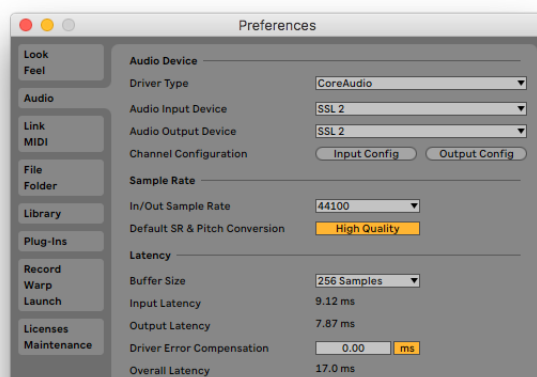 Preferences
Look
Feel
Audio
Link
MIDI
File
Folder
Library
Plug-Ins
Record
Warp
Launch
Licenses
Maintenance
Audio Device
Driver Type CoreAudio
Audio Input Device SSL 2
Audio Output Device SSL 2
Channel Configuration Input Config Output Config
Sample Rate
In/Out Sample Rate 44100
Default SR & Pitch Conversion High Quality
Latency
Buffer Size 256 Samples
Input Latency 9.12 ms
Output Latency 7.87 ms
Driver Error Compensation 0.00 ms
Overall Latency 17.0 ms